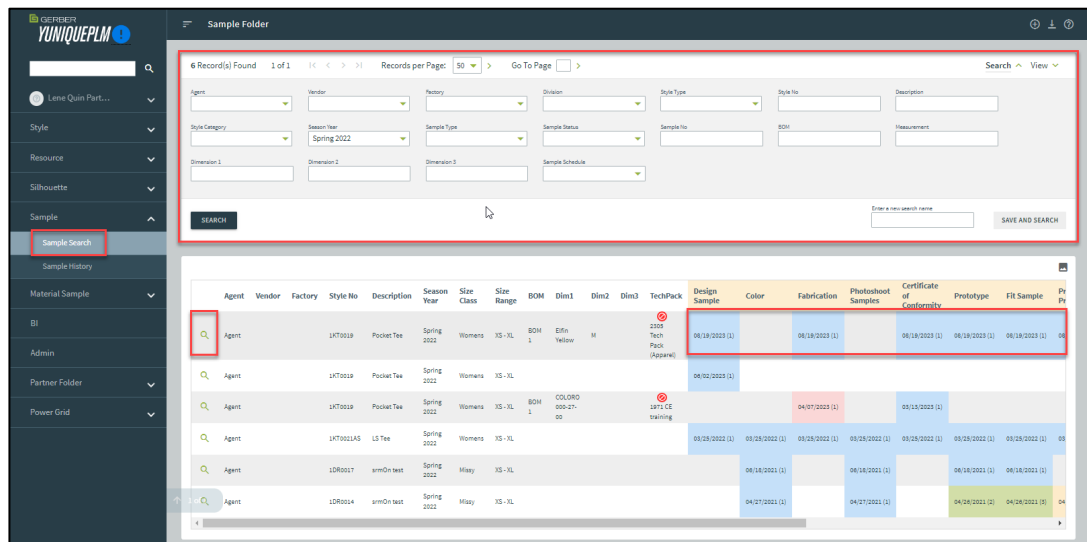 GERBER
YUNIQUEPLM
Sample Folder
6 Record(s) Found 1 of 1 Records per Page: 50 Go To Page Search View
Lene Quin Part...
Style
Resource
Silhouette
Sample
Sample Search
Sample History
Material Sample
BI
Admin
Partner Folder
Power Grid
Agent Vendor Factory Division Style Type Style No Description
Style Category Season Year Sample Type Sample Status Sample No BOM Measurement
Spring 2022
Dimension 1 Dimension 2 Dimension 3 Sample Schedule
Enter a new search name
SEARCH SAVE AND SEARCH
Agent Vendor Factory Style No Description Season Year Size Class Size Range BOM Dim1 Dim2 Dim3 TechPack Design Sample Color Fabrication Photoshoot Samples Certificate of Conformity Prototype Fit Sample
Agent 1KT0019 Pocket Tee Spring 2022 Womens XS - XL BOM 1 Elfin Yellow M 2305 Tech Pack (Apparel) 06/19/2023 (1) 06/19/2023 (1) 06/19/2023 (1) 06/19/2023 (1) 06/19/2023 (1)
Agent 1KT0019 Pocket Tee Spring 2022 Womens XS - XL 06/02/2023 (1)
Agent 1KT0019 Pocket Tee Spring 2022 Womens XS - XL BOM 1 COLORO 000-27-00 1971 CE training 04/07/2023 (1) 03/13/2023 (1)
Agent 1KT0021AS LS Tee Spring 2022 Womens XS - XL 03/25/2022 (1) 03/25/2022 (1) 03/25/2022 (1) 03/25/2022 (1) 03/25/2022 (1) 03/25/2022 (1) 03/25/2022 (1)
Agent 1DR0017 srmOn test Spring 2022 Missy XS - XL 06/18/2021 (1) 06/18/2021 (1) 06/18/2021 (1) 06/18/2021 (1)
Agent 1DR0014 srmOn test Spring 2022 Missy XS - XL 04/27/2021 (1) 04/27/2021 (1) 04/26/2021 (2) 04/26/2021 (3)